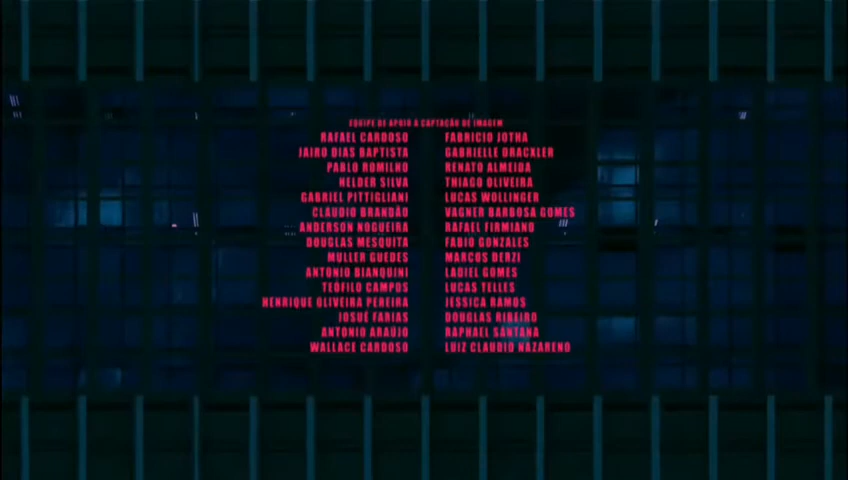 EQUIPE DE APOIO À CAPTAÇÃO DE IMAGEM
RAFAEL CARDOSO FABRICIO JOTHA
JAIRO DIAS BAPTISTA GABRIELLE DRACXLER
PABLO ROMILHO RENATO ALMEIDA
HELDER SILVA THIAGO OLIVEIRA
GABRIEL PITTIGLIANI LUCAS WOLLINGER
CLAUDIO BRANDÃO VAGNER BARBOSA GOMES
ANDERSON NOGUEIRA RAFAEL FIRMIANO
DOUGLAS MESQUITA FABIO GONZALES
MULLER GUEDES MARCOS BERZI
ANTONIO BIANQUINI LADIEL GOMES
TEÓFILO CAMPOS LUCAS TELLES
HENRIQUE OLIVEIRA PEREIRA JESSICA RAMOS
JOSUÉ FARIAS DOUGLAS RIBEIRO
ANTONIO ARAÚJO RAPHAEL SANTANA
WALLACE CARDOSO LUIZ CLAUDIO NAZARENO